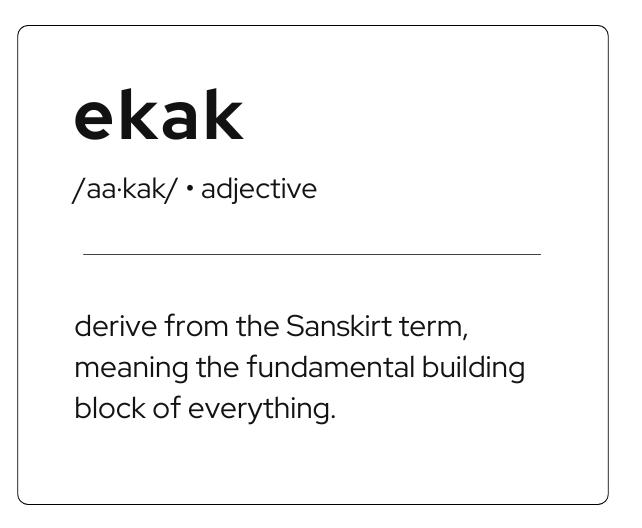 ekak
/aa·kak/ • adjective
derive from the Sanskirt term,
meaning the fundamental building
block of everything.